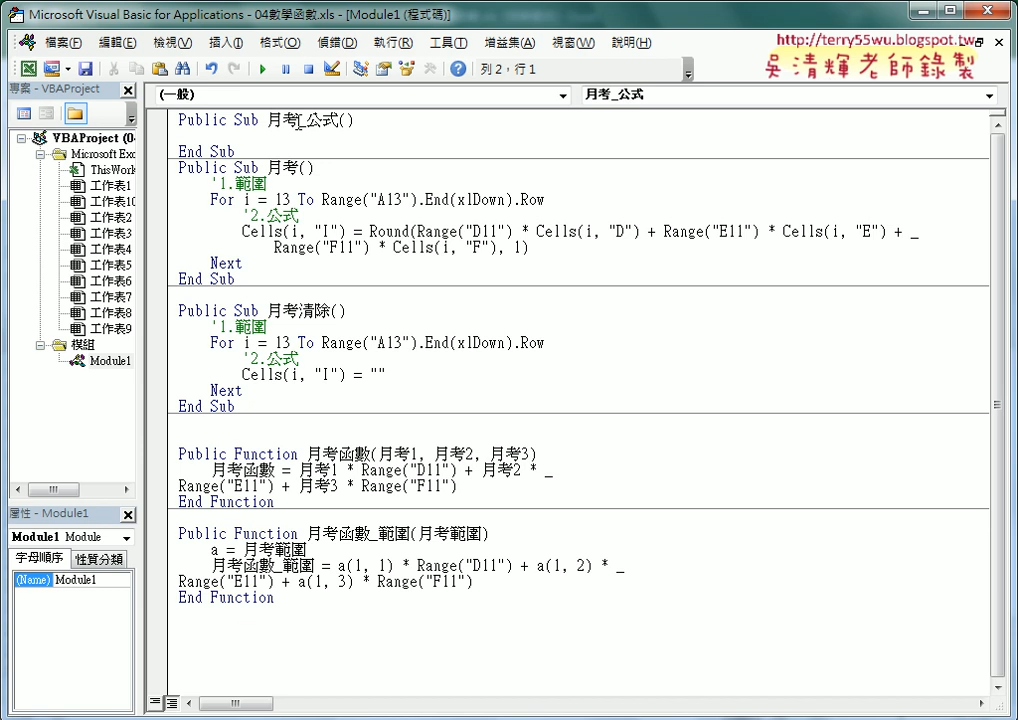 Microsoft Visual Basic for Applications - 04數學函數.xls - [Module1 (程式碼)]
檔案(F) 編輯(E) 檢視(V) 插入(I) 格式(O) 偵錯(D) 執行(R) 工具(T) 增益集(A) 視窗(W) 說明(H)
http://terry55wu.blogspot.tw
吳清輝老師錄製
列 2，行 1
專案 - VBAProject
(一般)
月考_公式
VBAProject (0
Microsoft Exc
ThisWork
工作表1
工作表10
工作表2
工作表3
工作表4
工作表5
工作表6
工作表7
工作表8
工作表9
模組
Module1
屬性 - Module1
Module1 Module
字母順序 性質分類
(Name) Module1
Public Sub 月考_公式()
End Sub
Public Sub 月考()
'1.範圍
For i = 13 To Range("A13").End(xlDown).Row
'2.公式
Cells(i, "I") = Round(Range("D11") * Cells(i, "D") + Range("E11") * Cells(i, "E") + _
Range("F11") * Cells(i, "F"), 1)
Next
End Sub
Public Sub 月考清除()
'1.範圍
For i = 13 To Range("A13").End(xlDown).Row
'2.公式
Cells(i, "I") = ""
Next
End Sub
Public Function 月考函數(月考1, 月考2, 月考3)
月考函數 = 月考1 * Range("D11") + 月考2 * _
Range("E11") + 月考3 * Range("F11")
End Function
Public Function 月考函數_範圍(月考範圍)
a = 月考範圍
月考函數_範圍 = a(1, 1) * Range("D11") + a(1, 2) * _
Range("E11") + a(1, 3) * Range("F11")
End Function